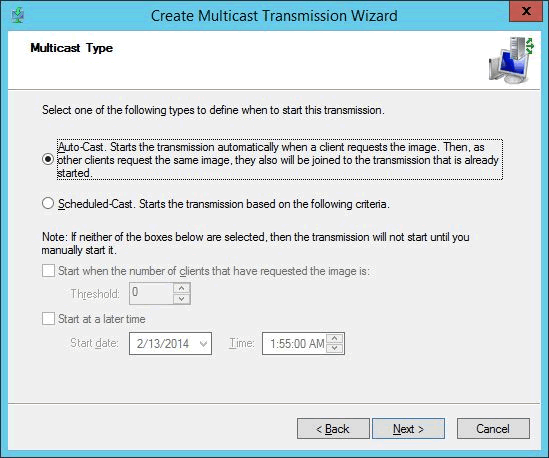 Create Multicast Transmission Wizard
x
Multicast Type
Select one of the following types to define when to start this transmission.
Auto-Cast. Starts the transmission automatically when a client requests the image. Then, as
other clients request the same image, they also will be joined to the transmission that is already
started.
Scheduled-Cast. Starts the transmission based on the following criteria.
Note: If neither of the boxes below are selected, then the transmission will not start until you
manually start it.
Start when the number of clients that have requested the image is:
Threshold: 0
Start at a later time
Start date: 2/13/2014 Time: 1:55:00 AM
< Back Next > Cancel